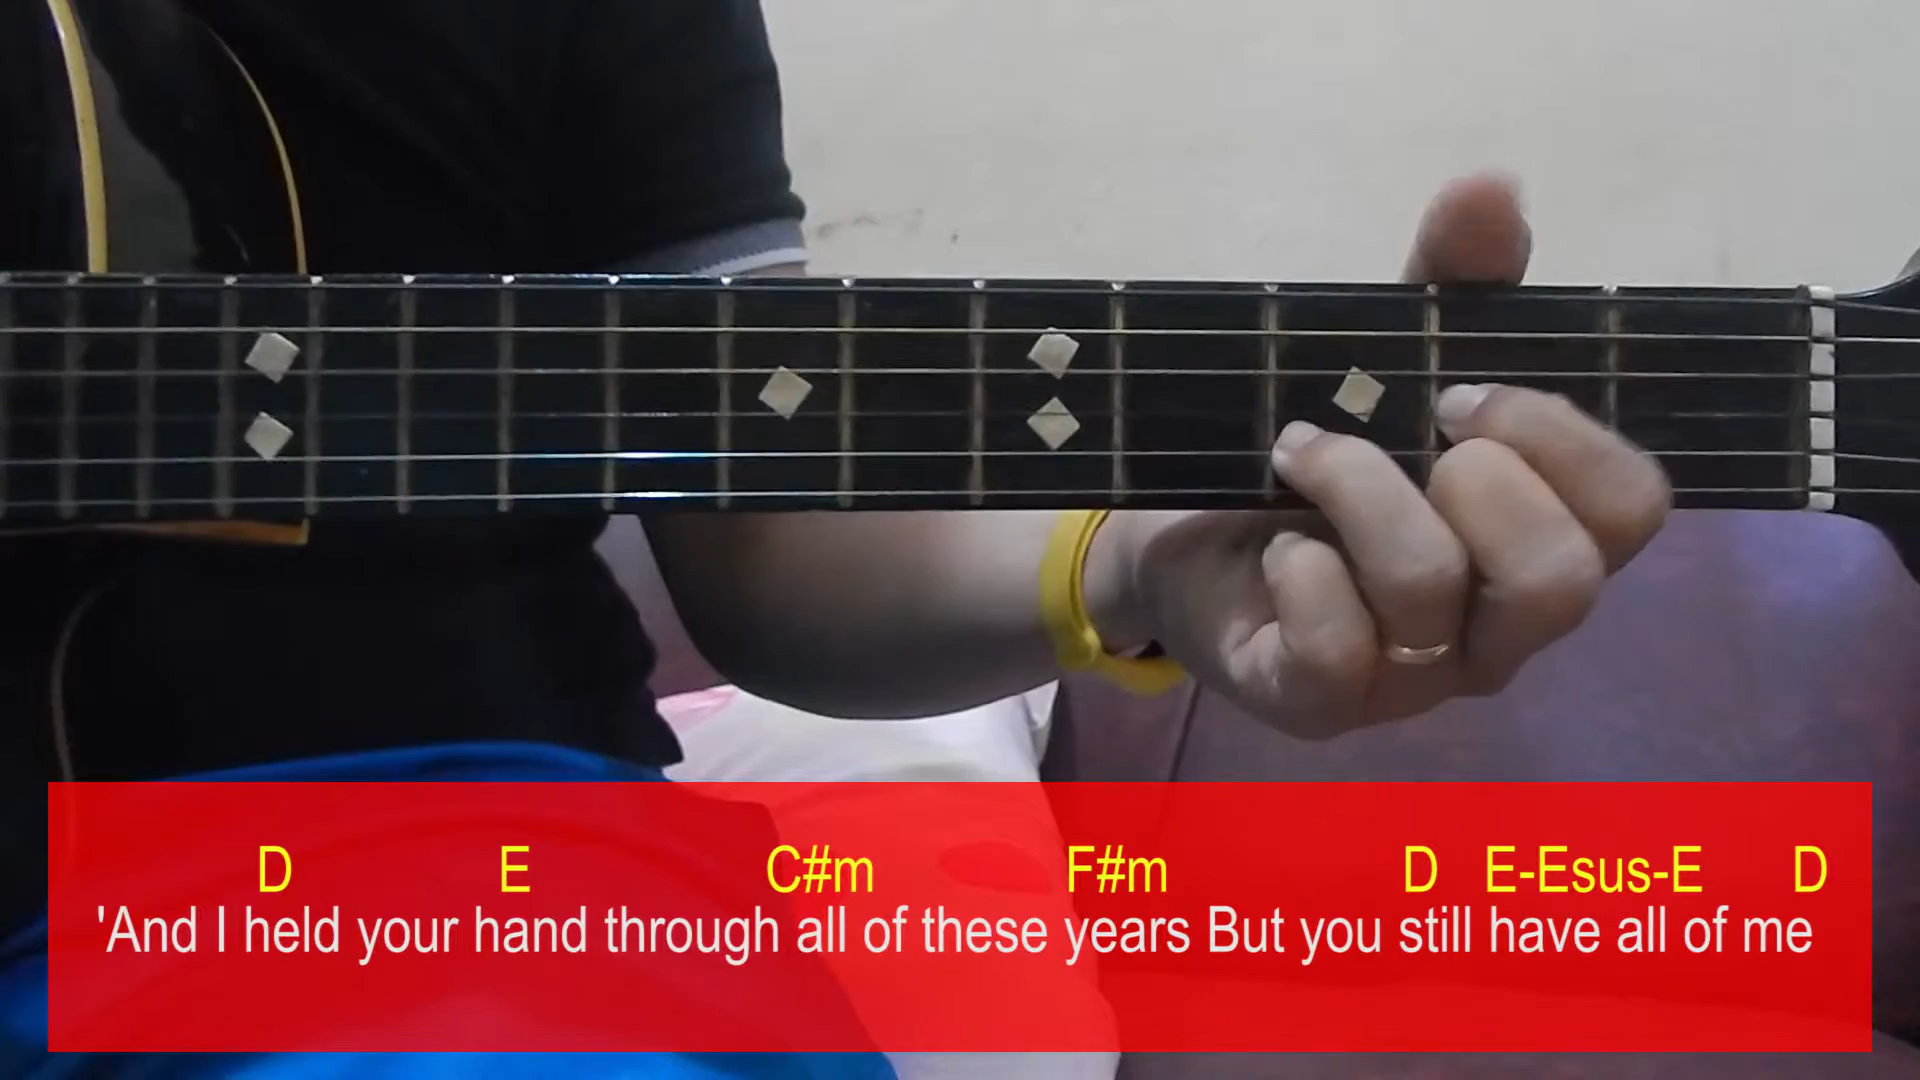 D E C#m F#m D E-Esus-E D
'And I held your hand through all of these years But you still have all of me